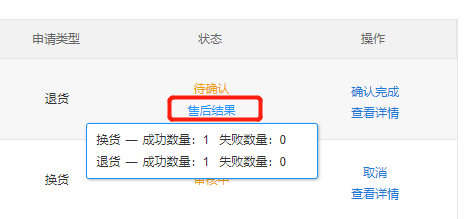 申请类型 状态 操作
退货 待确认 确认完成
售后结果 查看详情
换货 — 成功数量：1 失败数量：0
退货 — 成功数量：1 失败数量：0
换货 审核中 取消
查看详情